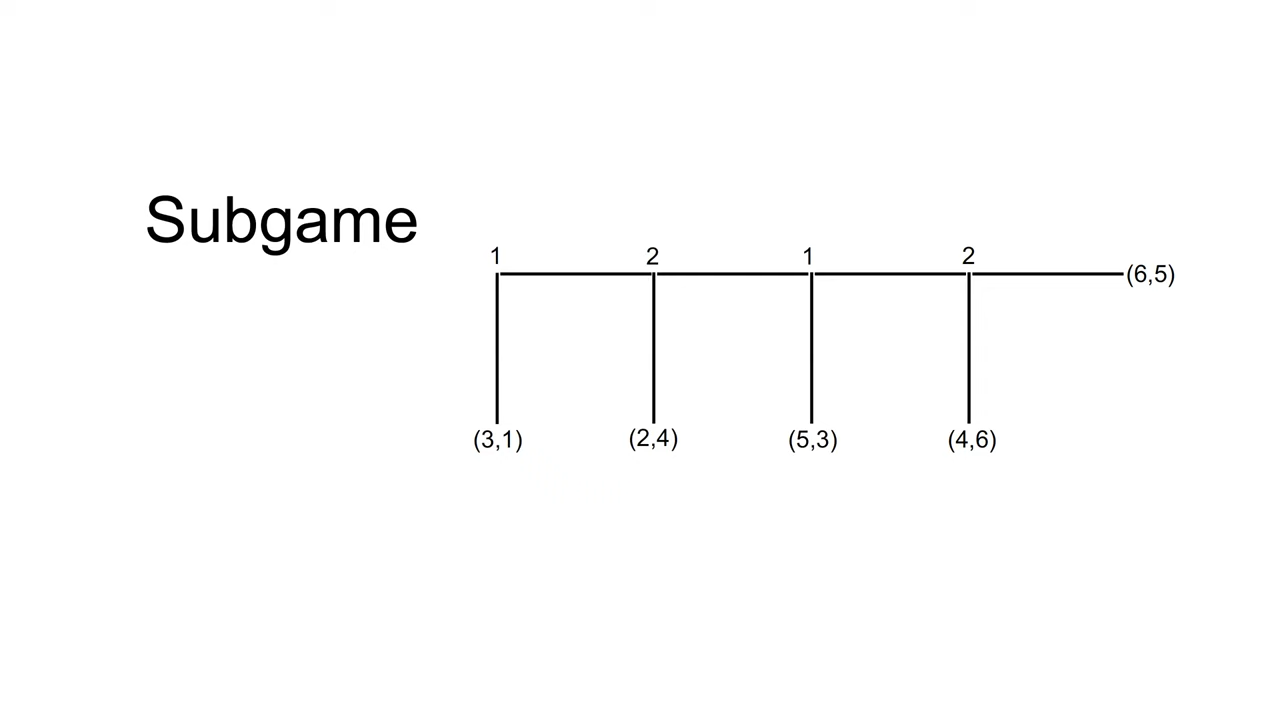 Subgame
1 2 1 2
(6,5)
(3,1) (2,4) (5,3) (4,6)